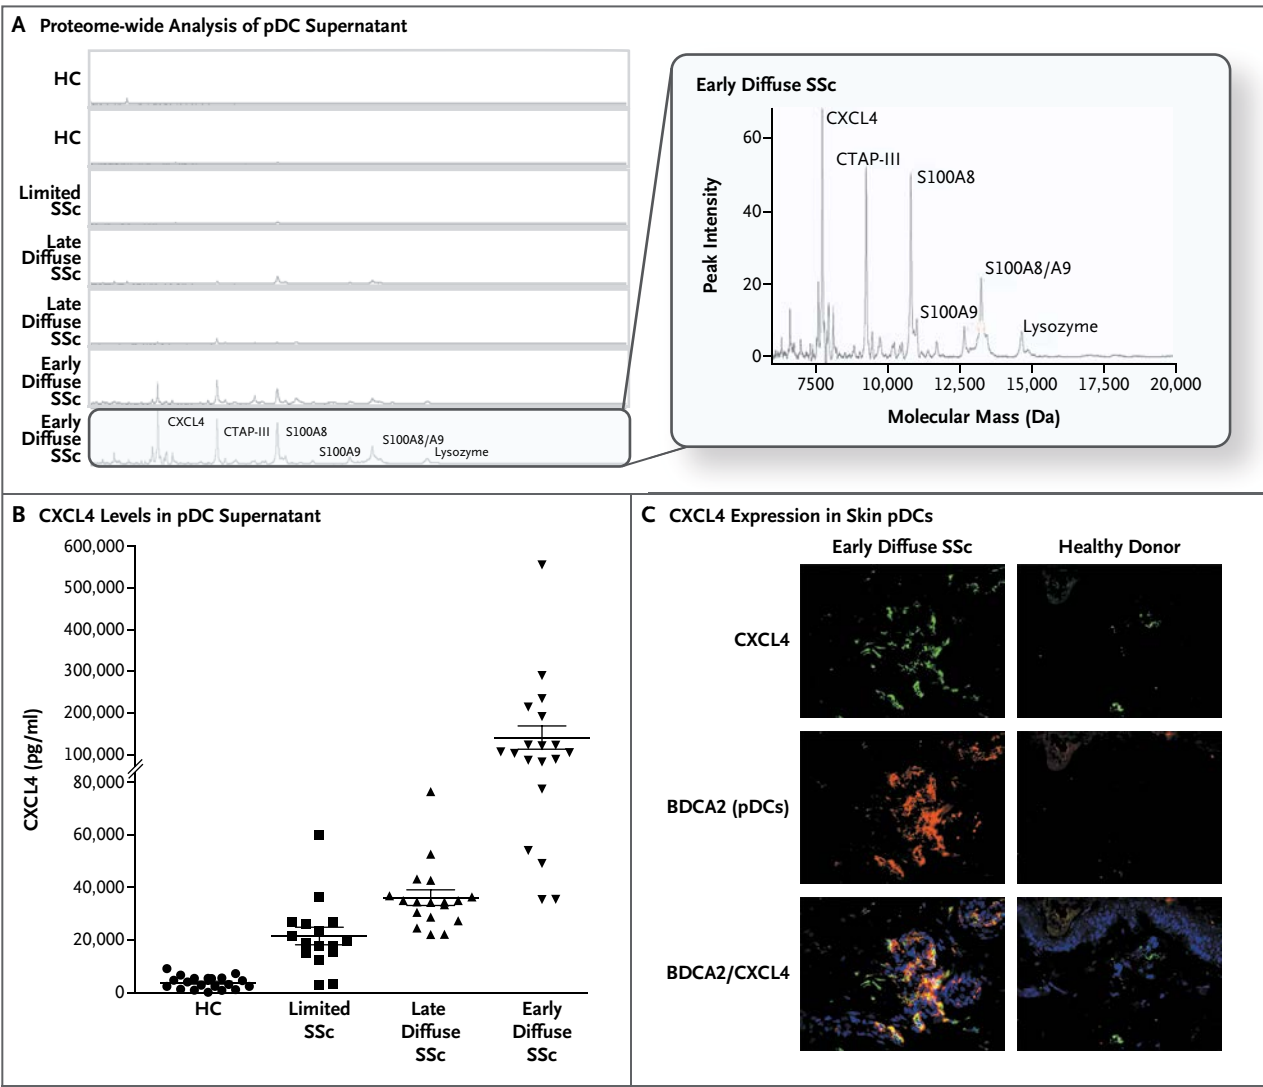 A Proteome-wide Analysis of pDC Supernatant
HC
HC
Limited
SSc
Late
Diffuse
SSc
Late
Diffuse
SSc
Early
Diffuse
SSc
Early
Diffuse
SSc
CXCL4
CTAP-III
S100A8
S100A9
S100A8/A9
Lysozyme
Early Diffuse SSc
Peak Intensity
60
40
20
0
CXCL4
CTAP-III
S100A8
S100A9
S100A8/A9
Lysozyme
7500 10,000 12,500 15,000 17,500 20,000
Molecular Mass (Da)
B CXCL4 Levels in pDC Supernatant
CXCL4 (pg/ml)
600,000
500,000
400,000
300,000
200,000
100,000
80,000
60,000
40,000
20,000
0
HC
Limited
SSc
Late
Diffuse
SSc
Early
Diffuse
SSc
C CXCL4 Expression in Skin pDCs
Early Diffuse SSc Healthy Donor
CXCL4
BDCA2 (pDCs)
BDCA2/CXCL4